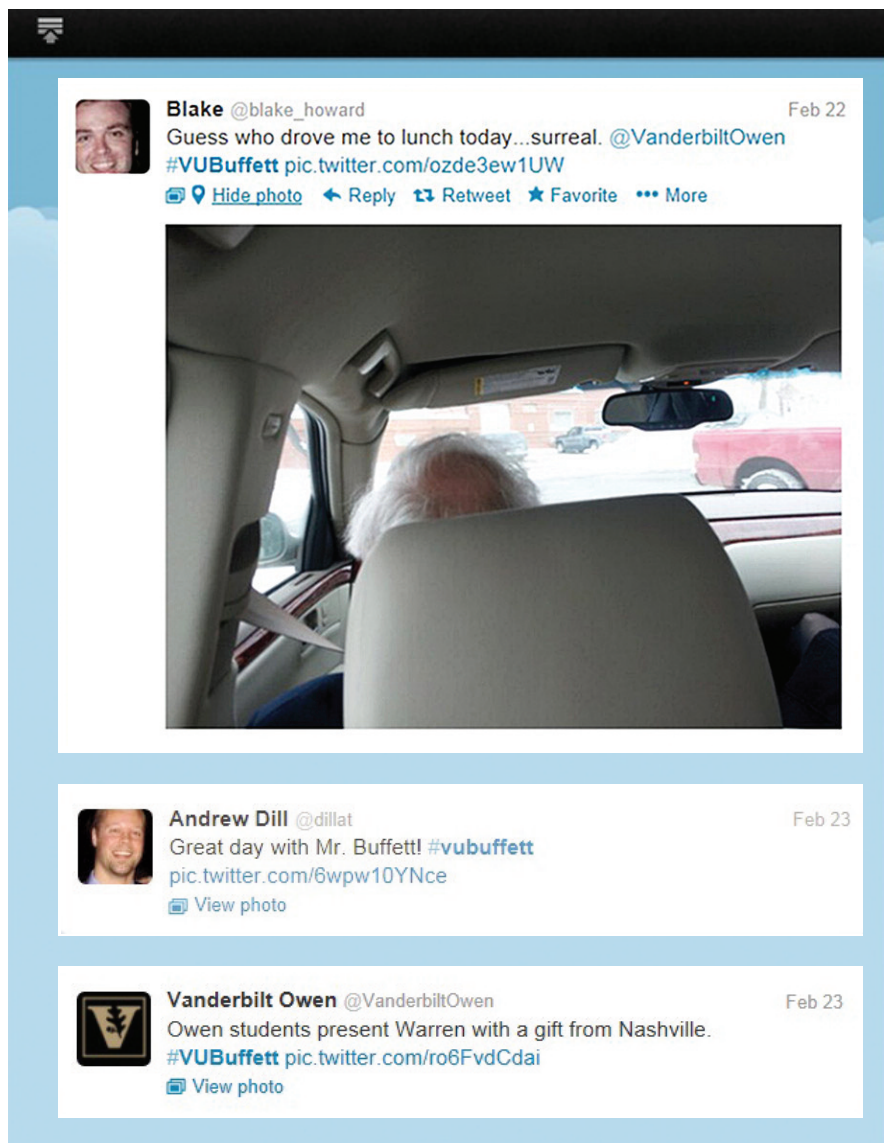 Blake @blake_howard Feb 22
Guess who drove me to lunch today...surreal. @VanderbiltOwen
#VUBuffett pic.twitter.com/ozde3ew1UW
Hide photo Reply Retweet Favorite More
Andrew Dill @dillat Feb 23
Great day with Mr. Buffett! #vubuffett
pic.twitter.com/6wpw10YNce
View photo
Vanderbilt Owen @VanderbiltOwen Feb 23
Owen students present Warren with a gift from Nashville.
#VUBuffett pic.twitter.com/ro6FvdCdai
View photo